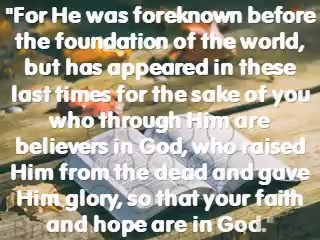 "For He was foreknown before
the foundation of the world,
but has appeared in these
last times for the sake of you
who through Him are
believers in God, who raised
Him from the dead and gave
Him glory, so that your faith
and hope are in God."